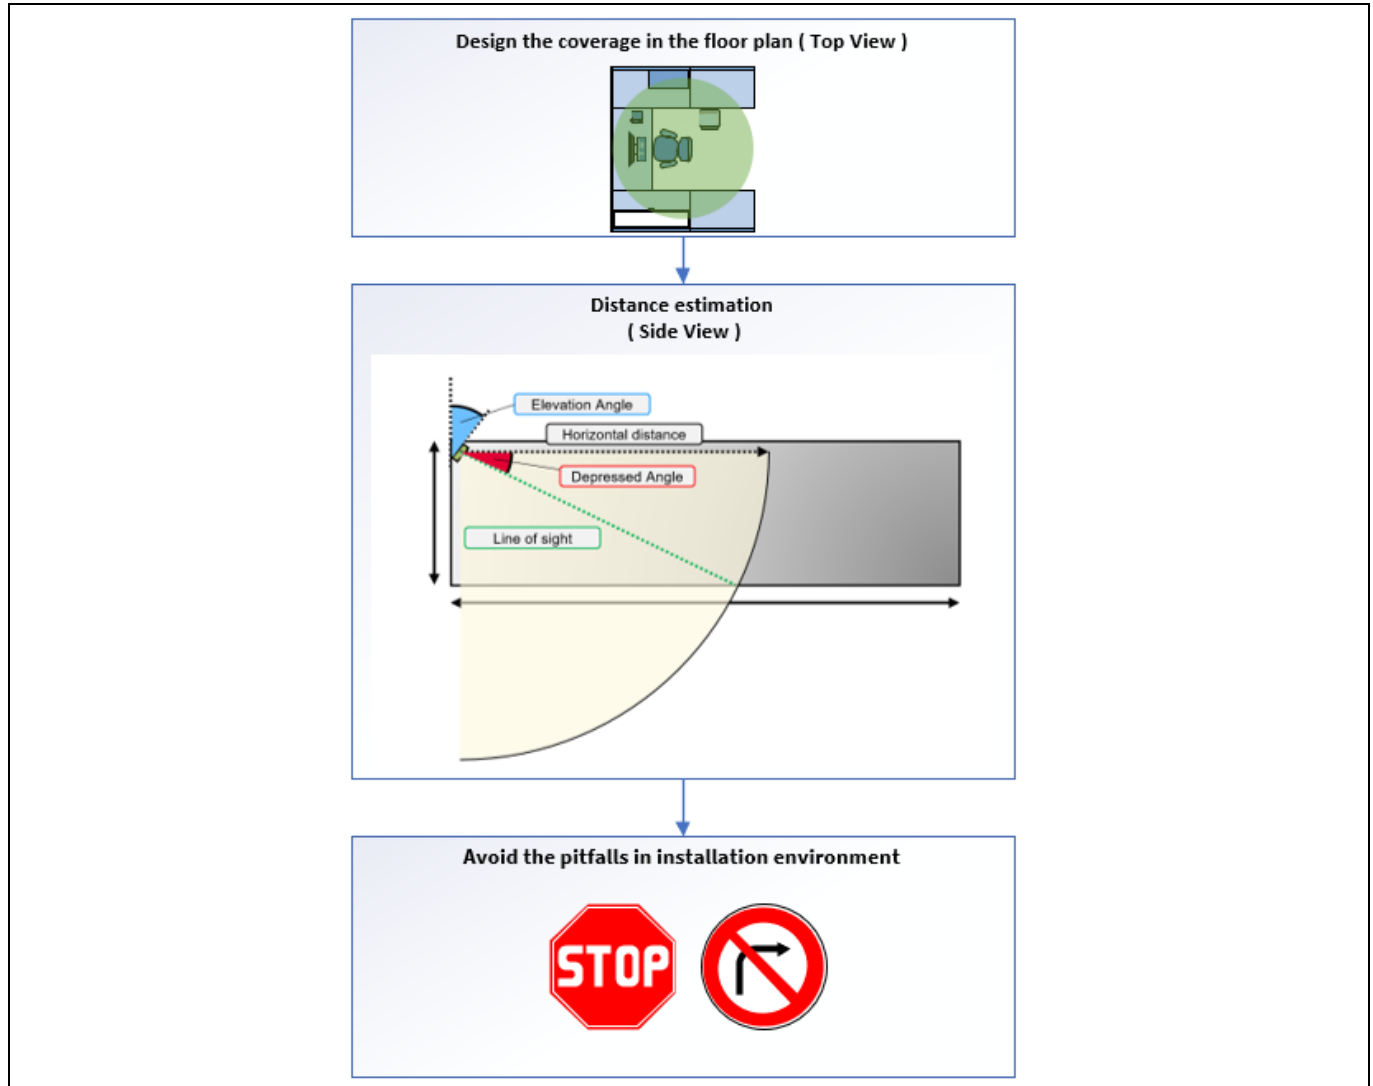 Design the coverage in the floor plan ( Top View )
Distance estimation
( Side View )
Elevation Angle
Horizontal distance
Depressed Angle
Line of sight
Avoid the pitfalls in installation environment
STOP